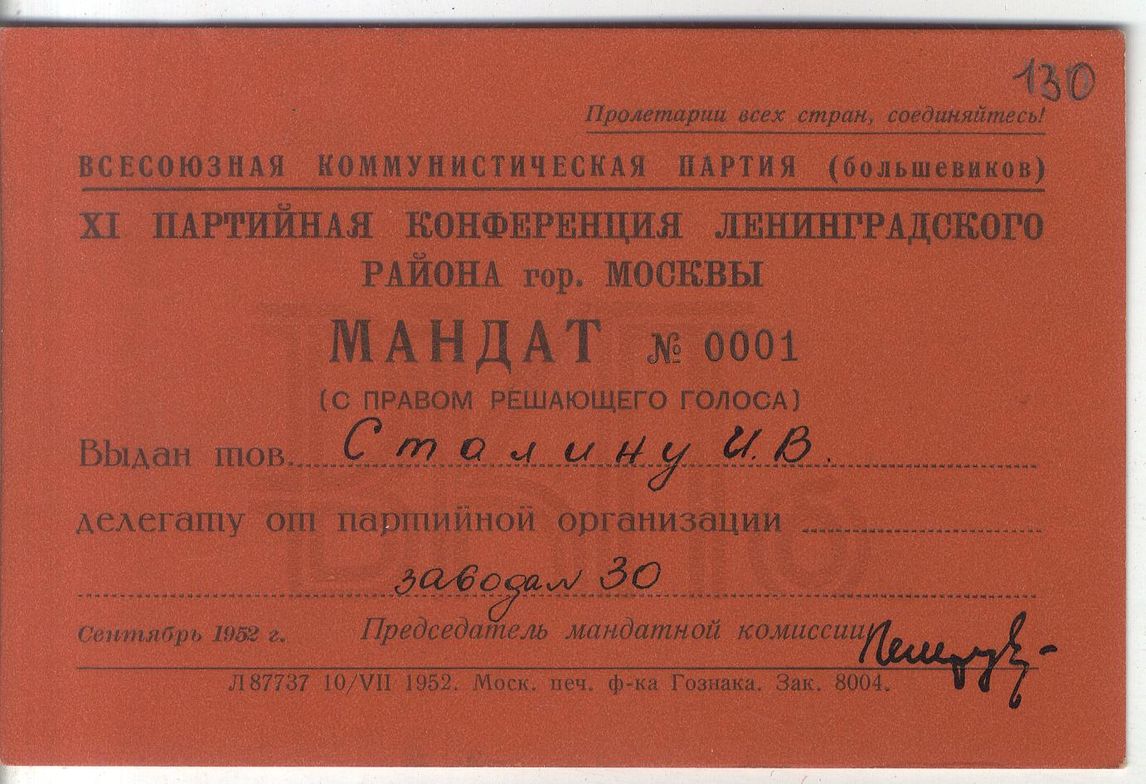 130
Пролетарии всех стран, соединяйтесь!
ВСЕСОЮЗНАЯ КОММУНИСТИЧЕСКАЯ ПАРТИЯ (большевиков)
XI ПАРТИЙНАЯ КОНФЕРЕНЦИЯ ЛЕНИНГРАДСКОГО
РАЙОНА гор. МОСКВЫ
МАНДАТ № 0001
(С ПРАВОМ РЕШАЮЩЕГО ГОЛОСА)
Выдан тов. Сталину И.В.
делегату от партийной организации
завода 30
Сентябрь 1952 г. Председатель мандатной комиссии
Л 87737 10/VII 1952. Моск. печ. ф-ка Гознака. Зак. 8004.